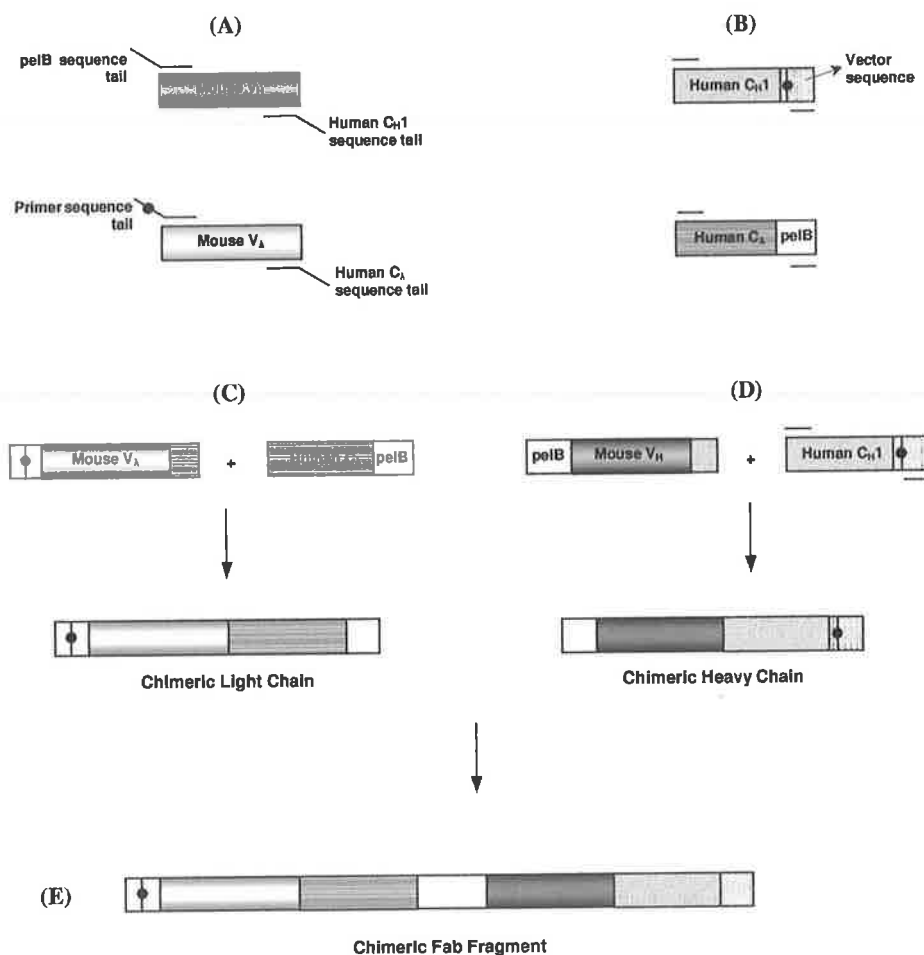 (A)
(B)
pelB sequence
tail
Human CH1
sequence tail
Human CH1
Vector
sequence
Primer sequence
tail
Mouse Vλ
Human Cλ
sequence tail
Human Cλ
pelB
(C)
(D)
Mouse Vλ
+
pelB
pelB
Mouse VH
+
Human CH1
Chimeric Light Chain
Chimeric Heavy Chain
(E)
Chimeric Fab Fragment